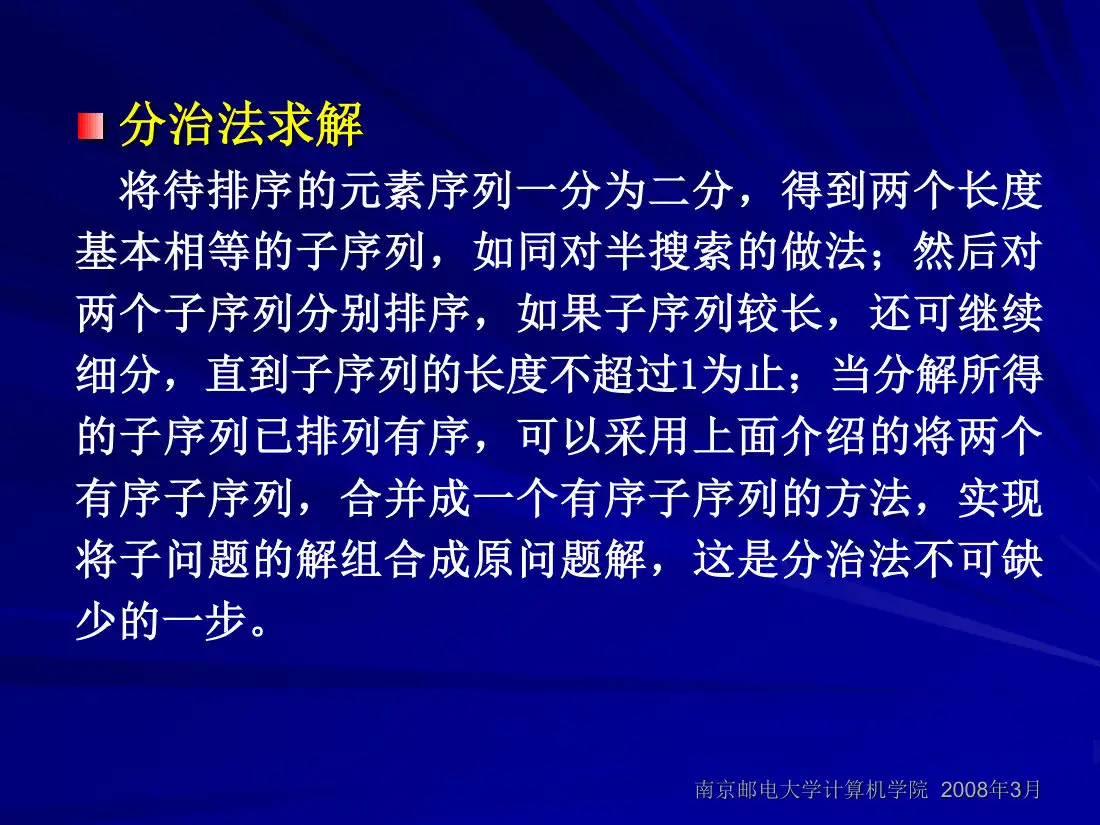 分治法求解
将待排序的元素序列一分为二分，得到两个长度
基本相等的子序列，如同对半搜索的做法；然后对
两个子序列分别排序，如果子序列较长，还可继续
细分，直到子序列的长度不超过1为止；当分解所得
的子序列已排列有序，可以采用上面介绍的将两个
有序子序列，合并成一个有序子序列的方法，实现
将子问题的解组合成原问题解，这是分治法不可缺
少的一步。
南京邮电大学计算机学院 2008年3月